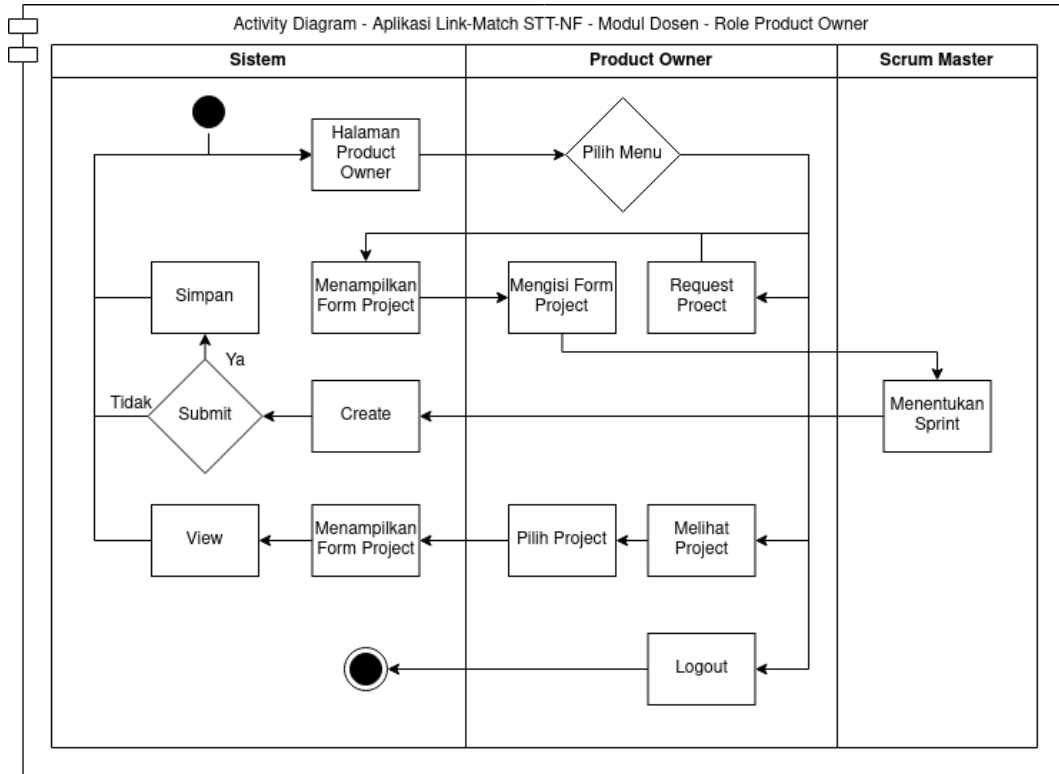 Activity Diagram - Aplikasi Link-Match STT-NF - Modul Dosen - Role Product Owner
Sistem
Product Owner
Scrum Master
Halaman
Product
Owner
Pilih Menu
Simpan
Menampilkan
Form Project
Mengisi Form
Project
Request
Proect
Ya
Tidak
Submit
Create
Menentukan
Sprint
View
Menampilkan
Form Project
Pilih Project
Melihat
Project
Logout